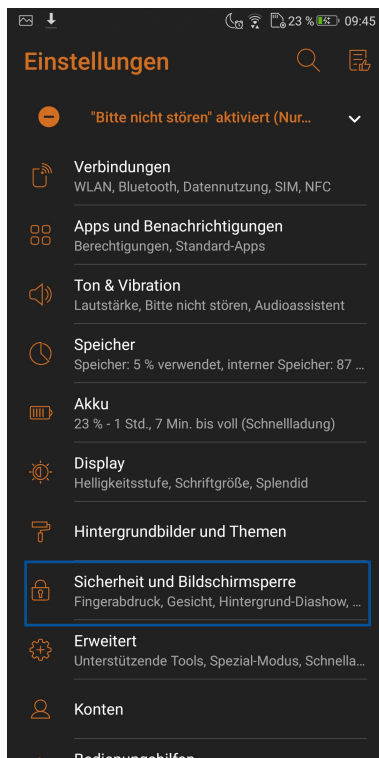 23 % 09:45
Einstellungen
"Bitte nicht stören" aktiviert (Nur...
Verbindungen
WLAN, Bluetooth, Datennutzung, SIM, NFC
Apps und Benachrichtigungen
Berechtigungen, Standard-Apps
Ton & Vibration
Lautstärke, Bitte nicht stören, Audioassistent
Speicher
Speicher: 5 % verwendet, interner Speicher: 87 ...
Akku
23 % - 1 Std., 7 Min. bis voll (Schnellladung)
Display
Helligkeitsstufe, Schriftgröße, Splendid
Hintergrundbilder und Themen
Sicherheit und Bildschirmsperre
Fingerabdruck, Gesicht, Hintergrund-Diashow, ...
Erweitert
Unterstützende Tools, Spezial-Modus, Schnella...
Konten
Bedienungshilfen